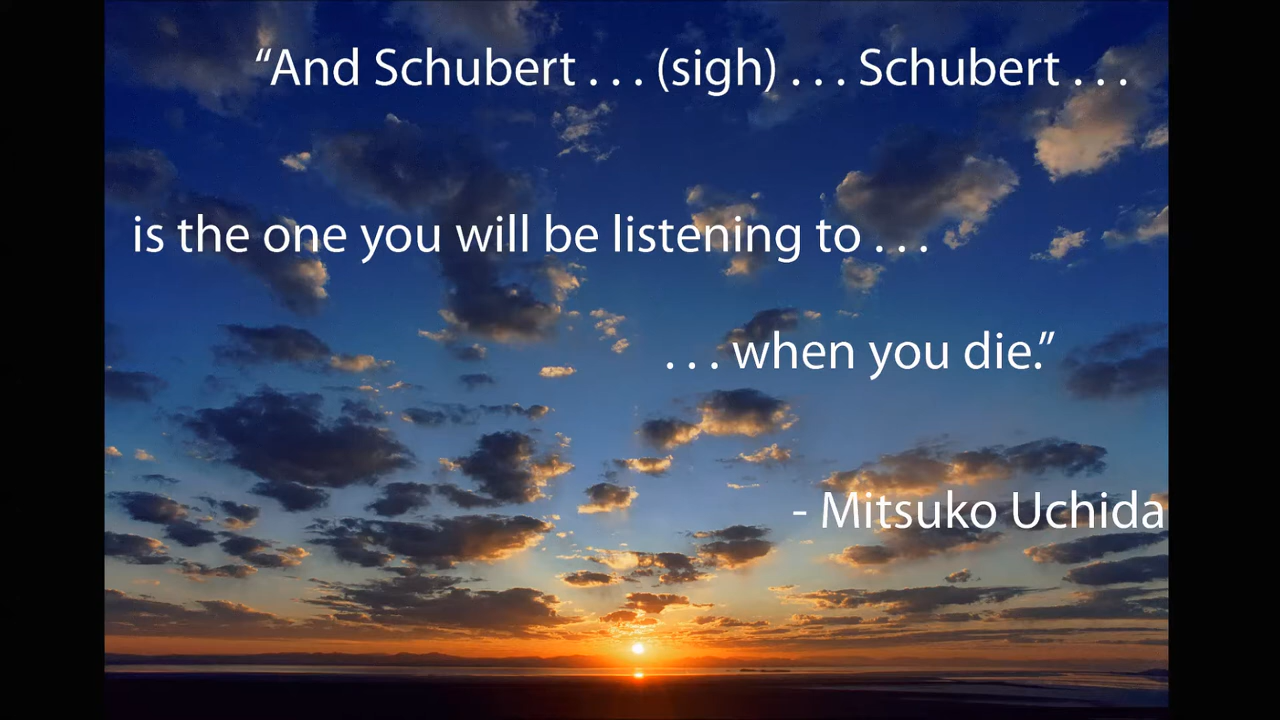 “And Schubert . . . (sigh) . . . Schubert . . .
is the one you will be listening to . . .
. . . when you die.”
- Mitsuko Uchida